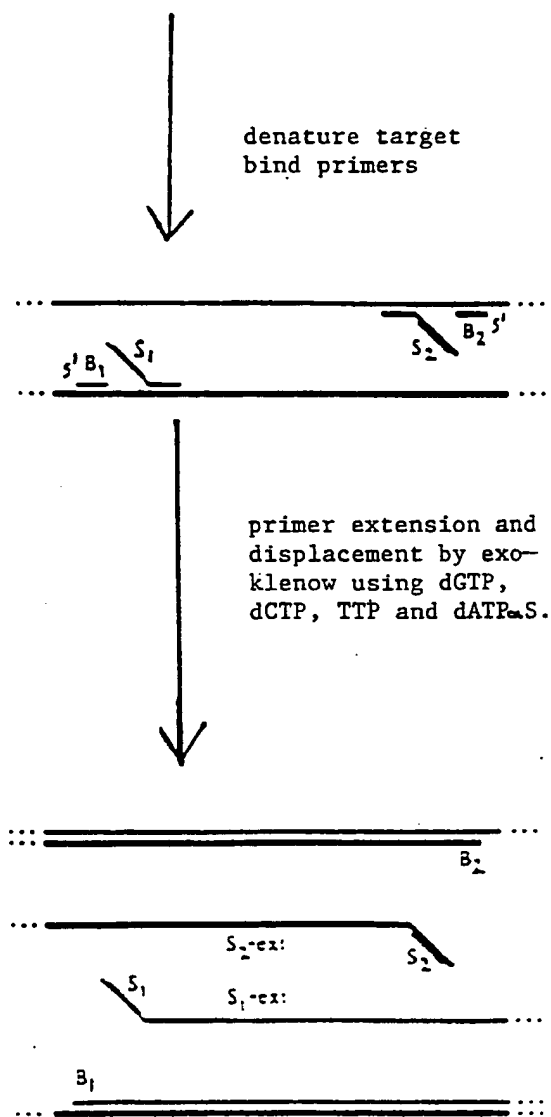 denature target
bind primers
... ...
B₂ 5'
S₂
S₁
5' B₁
... ...
primer extension and
displacement by exo-
klenow using dGTP,
dCTP, TTP and dATPαS.
... ...
...
B₂
...
S₂-ex:
S₂
S₁
S₁-ex:
...
B₁
...
... ...